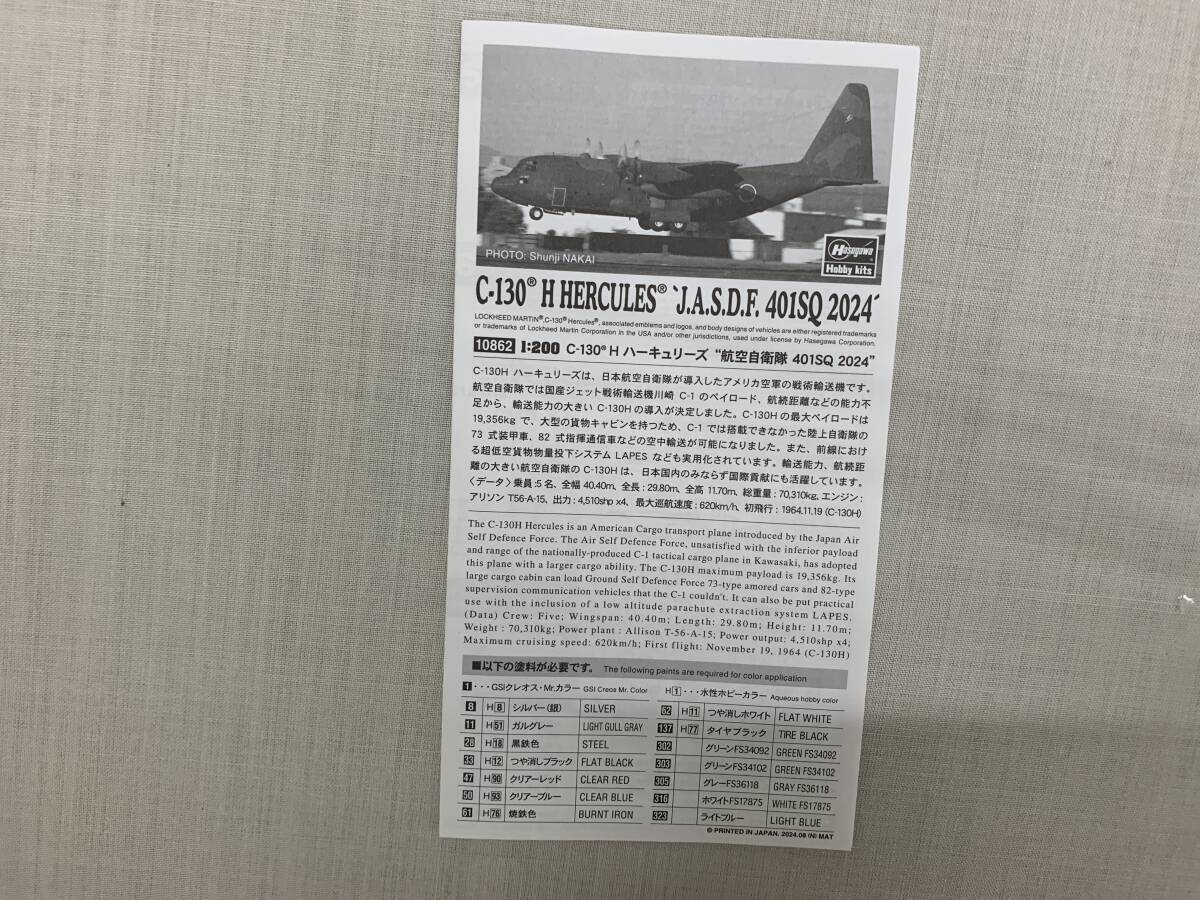 PHOTO: Shunji NAKAI
Hasegawa
Hobby kits
C-130® H HERCULES® `J.A.S.D.F. 401SQ 2024´
LOCKHEED MARTIN®,C-130® Hercules®, associated emblems and logos, and body designs of vehicles are either registered trademarks
or trademarks of Lockheed Martin Corporation in the USA and/or other jurisdictions, used under license by Hasegawa Corporation.
10862 1:200 C-130® H ハーキュリーズ “航空自衛隊 401SQ 2024”
C-130H ハーキュリーズは、日本航空自衛隊が導入したアメリカ空軍の戦術輸送機です。
航空自衛隊では国産ジェット戦術輸送機川崎 C-1 のペイロード、航続距離などの能力不
足から、輸送能力の大きい C-130H の導入が決定しました。C-130H の最大ペイロードは
19,356kg で、大型の貨物キャビンを持つため、C-1 では搭載できなかった陸上自衛隊の
73 式装甲車、82 式指揮通信車などの空中輸送が可能になりました。また、前線におけ
る超低空貨物物量投下システム LAPES なども実用化されています。輸送能力、航続距
離の大きい航空自衛隊の C-130H は、日本国内のみならず国際貢献にも活躍しています。
〈データ〉乗員:5 名、全幅 40.40m、全長 : 29.80m、全高 11.70m、総重量 : 70,310kg、エンジン :
アリソン T56-A-15、出力 : 4,510shp x4、最大巡航速度 : 620km/h、初飛行 : 1964.11.19 (C-130H)
The C-130H Hercules is an American Cargo transport plane introduced by the Japan Air
Self Defence Force. The Air Self Defence Force, unsatisfied with the inferior payload
and range of the nationally-produced C-1 tactical cargo plane in Kawasaki, has adopted
this plane with a larger cargo ability. The C-130H maximum payload is 19,356kg. Its
large cargo cabin can load Ground Self Defence Force 73-type amored cars and 82-type
supervision communication vehicles that the C-1 couldn't. It can also be put practical
use with the inclusion of a low altitude parachute extraction system LAPES.
(Data) Crew: Five; Wingspan: 40.40m; Length: 29.80m; Height: 11.70m;
Weight : 70,310kg; Power plant : Allison T-56-A-15; Power output: 4,510shp x4;
Maximum cruising speed: 620km/h; First flight: November 19, 1964 (C-130H)
■以下の塗料が必要です。 The following paints are required for color application
1・・・GSIクレオス・Mr.カラー GSI Creos Mr. Color
8 H8 シルバー(銀) SILVER
11 H51 ガルグレー LIGHT GULL GRAY
28 H18 黒鉄色 STEEL
33 H12 つや消しブラック FLAT BLACK
47 H90 クリアーレッド CLEAR RED
50 H93 クリアーブルー CLEAR BLUE
61 H76 焼鉄色 BURNT IRON
H1・・・水性ホビーカラー Aqueous hobby color
62 H11 つや消しホワイト FLAT WHITE
137 H77 タイヤブラック TIRE BLACK
302 グリーンFS34092 GREEN FS34092
303 グリーンFS34102 GREEN FS34102
305 グレーFS36118 GRAY FS36118
316 ホワイトFS17875 WHITE FS17875
323 ライトブルー LIGHT BLUE
© PRINTED IN JAPAN. 2024.08 (N) MAT